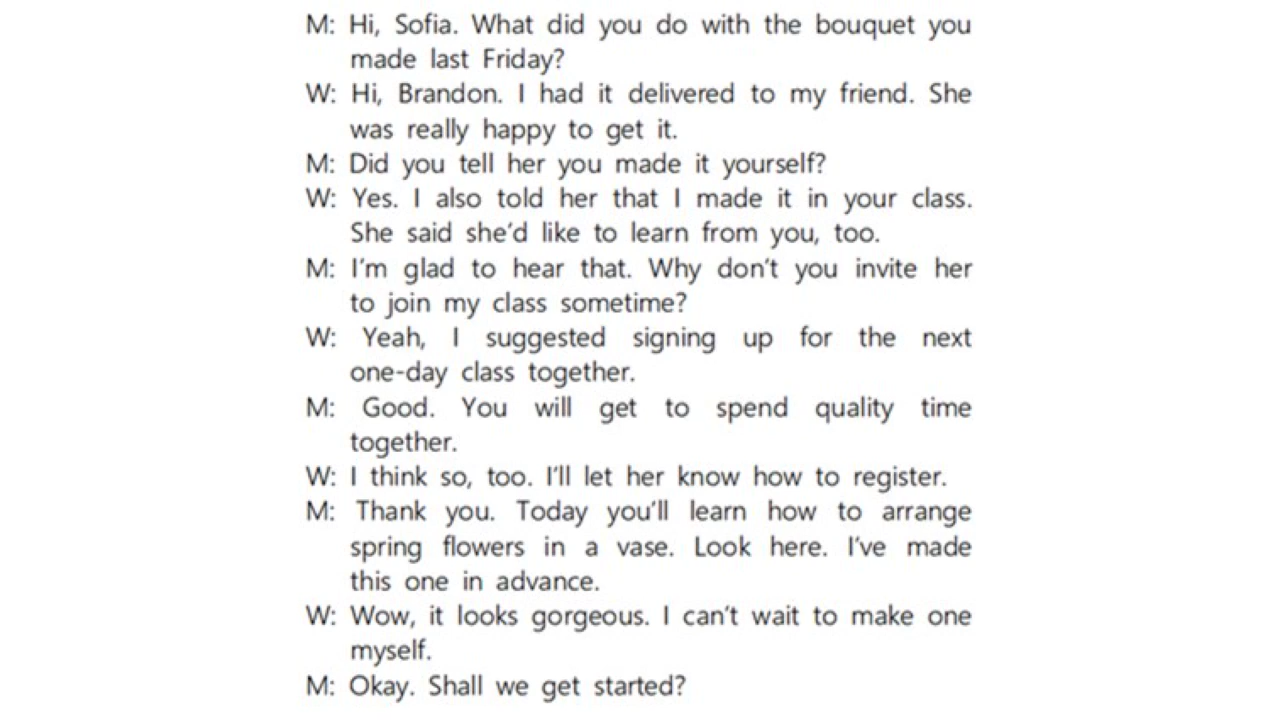 M: Hi, Sofia. What did you do with the bouquet you
made last Friday?
W: Hi, Brandon. I had it delivered to my friend. She
was really happy to get it.
M: Did you tell her you made it yourself?
W: Yes. I also told her that I made it in your class.
She said she'd like to learn from you, too.
M: I'm glad to hear that. Why don't you invite her
to join my class sometime?
W: Yeah, I suggested signing up for the next
one-day class together.
M: Good. You will get to spend quality time
together.
W: I think so, too. I'll let her know how to register.
M: Thank you. Today you'll learn how to arrange
spring flowers in a vase. Look here. I've made
this one in advance.
W: Wow, it looks gorgeous. I can't wait to make one
myself.
M: Okay. Shall we get started?